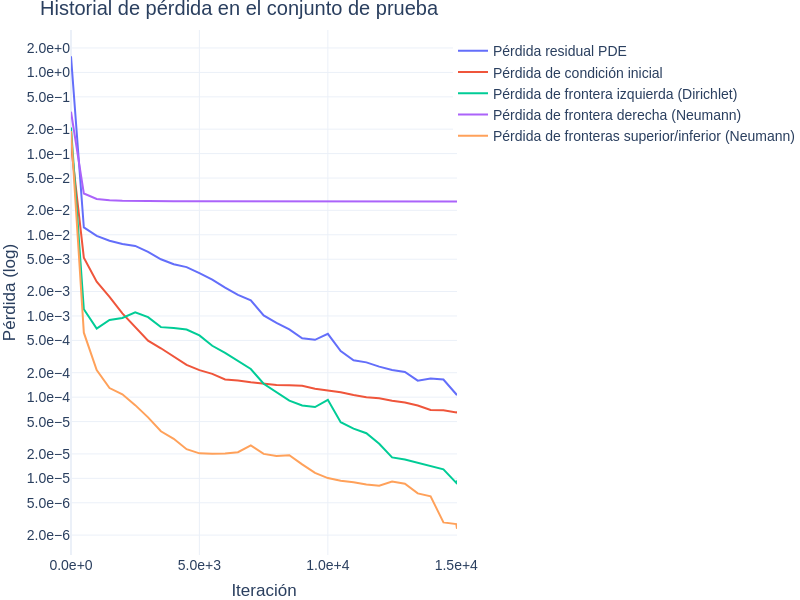 Historial de pérdida en el conjunto de prueba
2.0e+0
1.0e+0
5.0e−1
2.0e−1
1.0e−1
5.0e−2
2.0e−2
1.0e−2
5.0e−3
2.0e−3
1.0e−3
5.0e−4
2.0e−4
1.0e−4
5.0e−5
2.0e−5
1.0e−5
5.0e−6
2.0e−6
Pérdida (log)
0.0e+0
5.0e+3
1.0e+4
1.5e+4
Iteración
Pérdida residual PDE
Pérdida de condición inicial
Pérdida de frontera izquierda (Dirichlet)
Pérdida de frontera derecha (Neumann)
Pérdida de fronteras superior/inferior (Neumann)